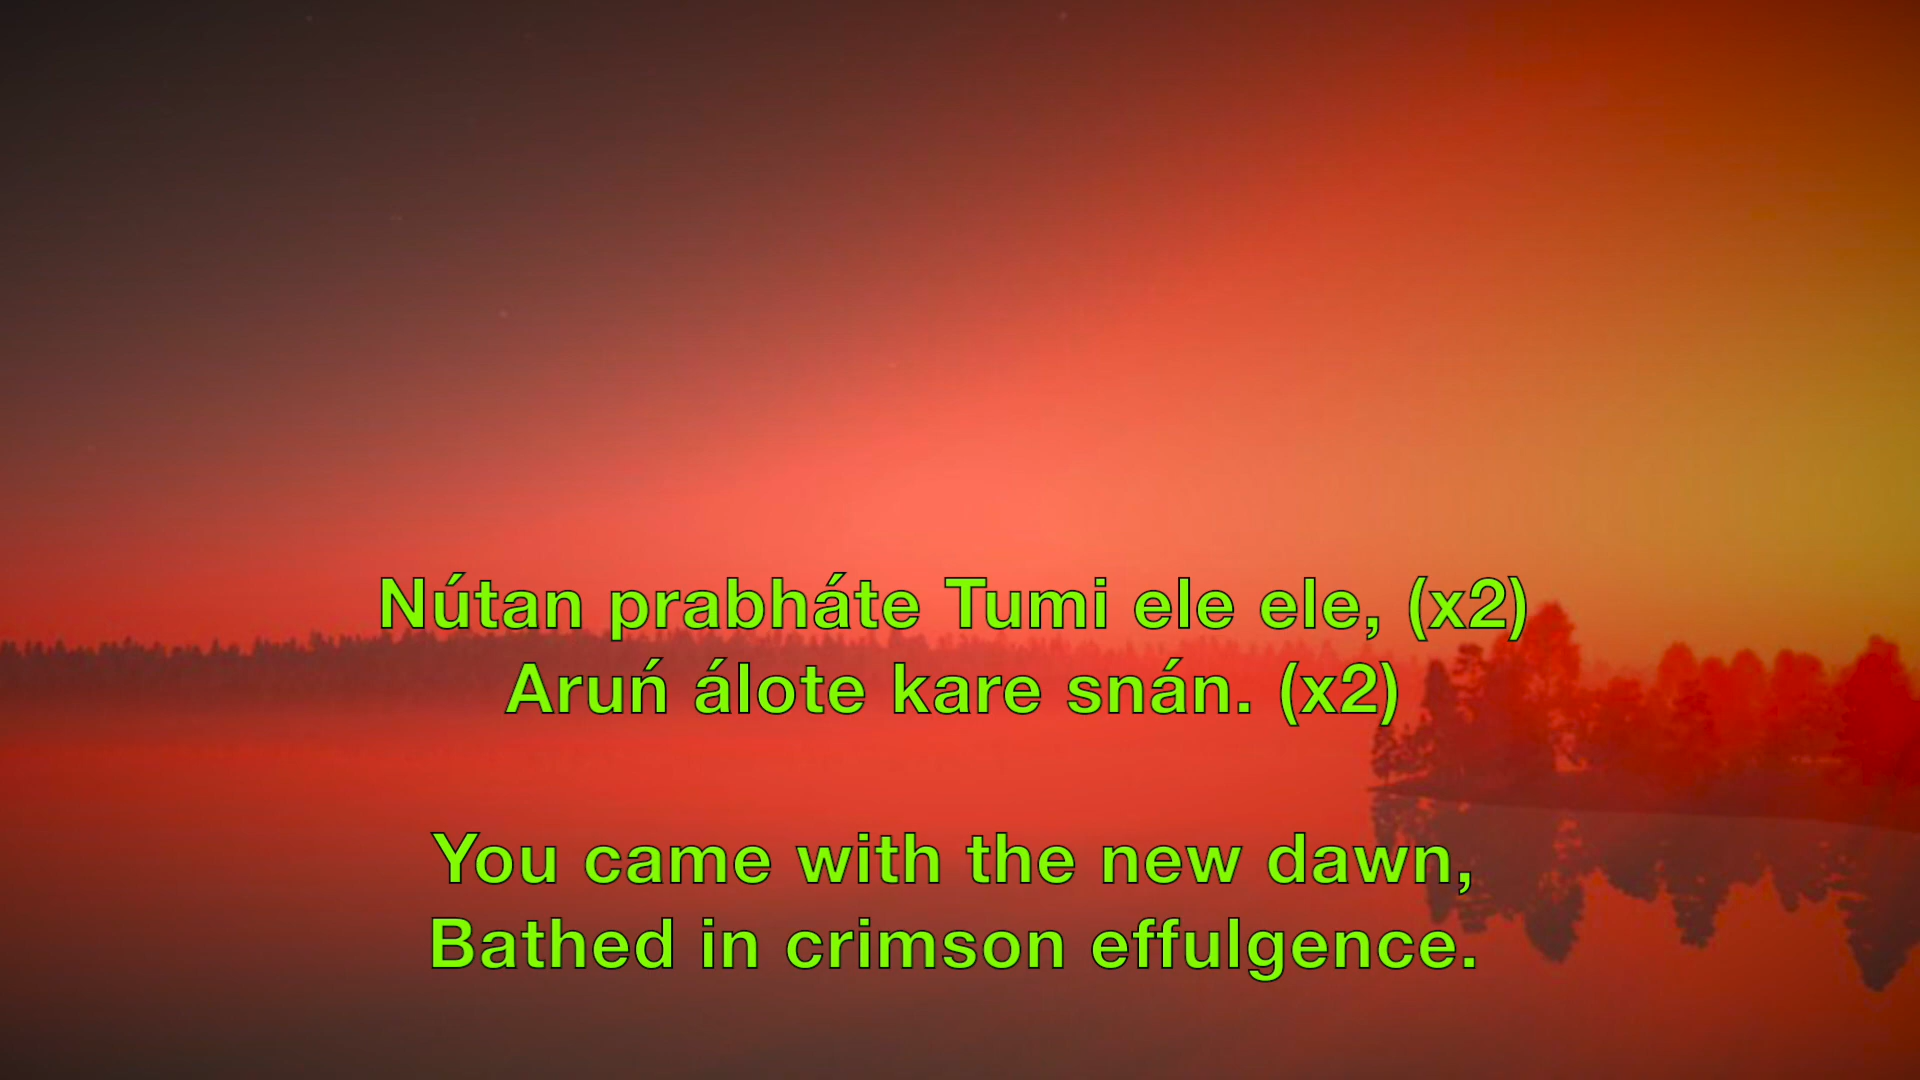 Nútan prabháte Tumi ele ele, (x2)
Aruń álote kare snán. (x2)
You came with the new dawn,
Bathed in crimson effulgence.